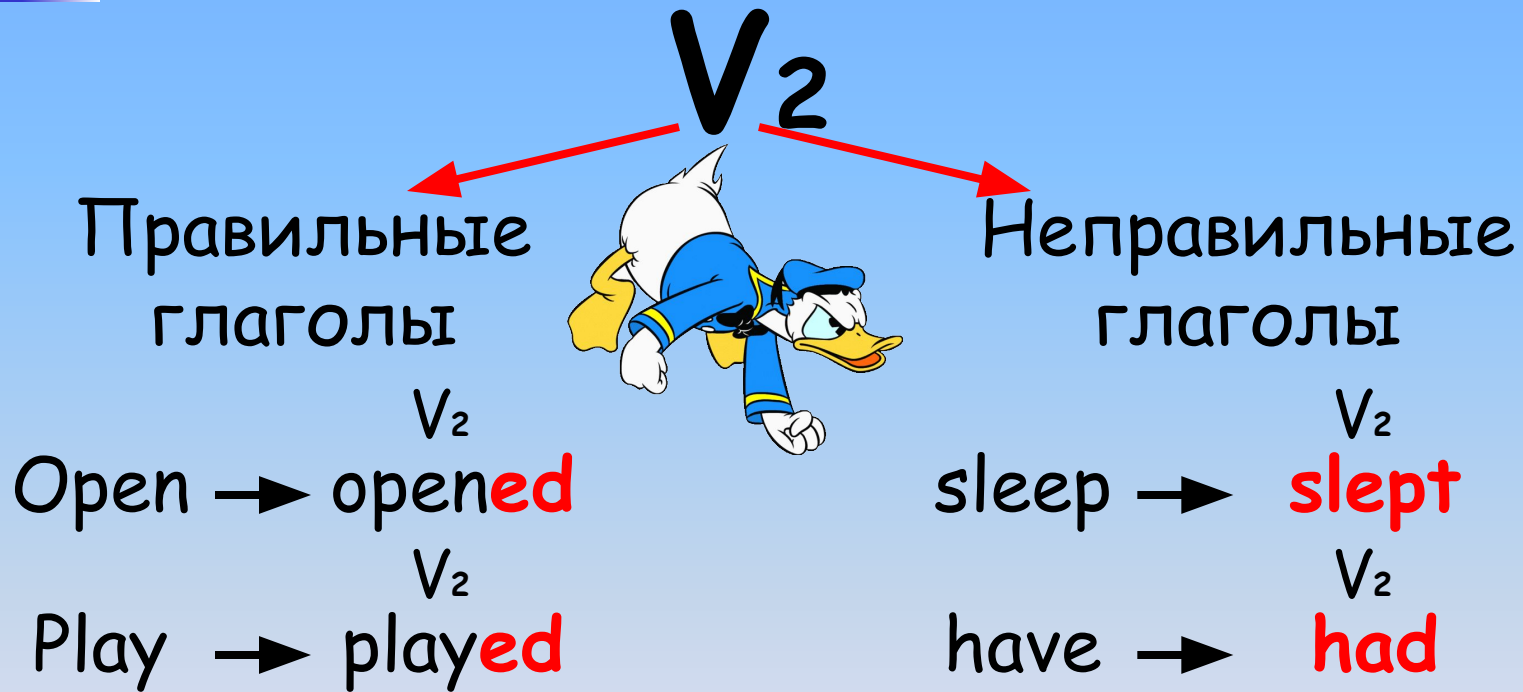 V2
Правильные глаголы
Неправильные глаголы
V2
Open → opened
V2
Play → played
V2
sleep → slept
V2
have → had